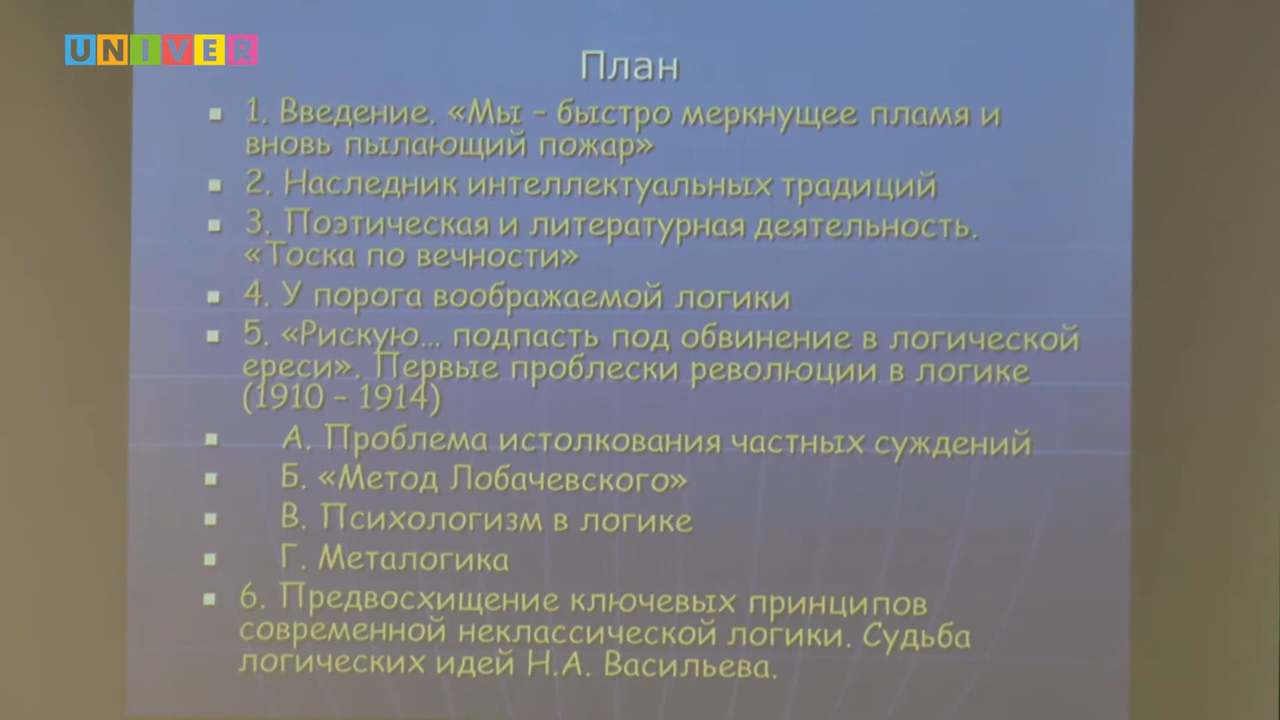 UNIVER
План
1. Введение. «Мы – быстро меркнущее пламя и
вновь пылающий пожар»
2. Наследник интеллектуальных традиций
3. Поэтическая и литературная деятельность.
«Тоска по вечности»
4. У порога воображаемой логики
5. «Рискую... подпасть под обвинение в логической
ереси». Первые проблески революции в логике
(1910 – 1914)
А. Проблема истолкования частных суждений
Б. «Метод Лобачевского»
В. Психологизм в логике
Г. Металогика
6. Предвосхищение ключевых принципов
современной неклассической логики. Судьба
логических идей Н.А. Васильева.